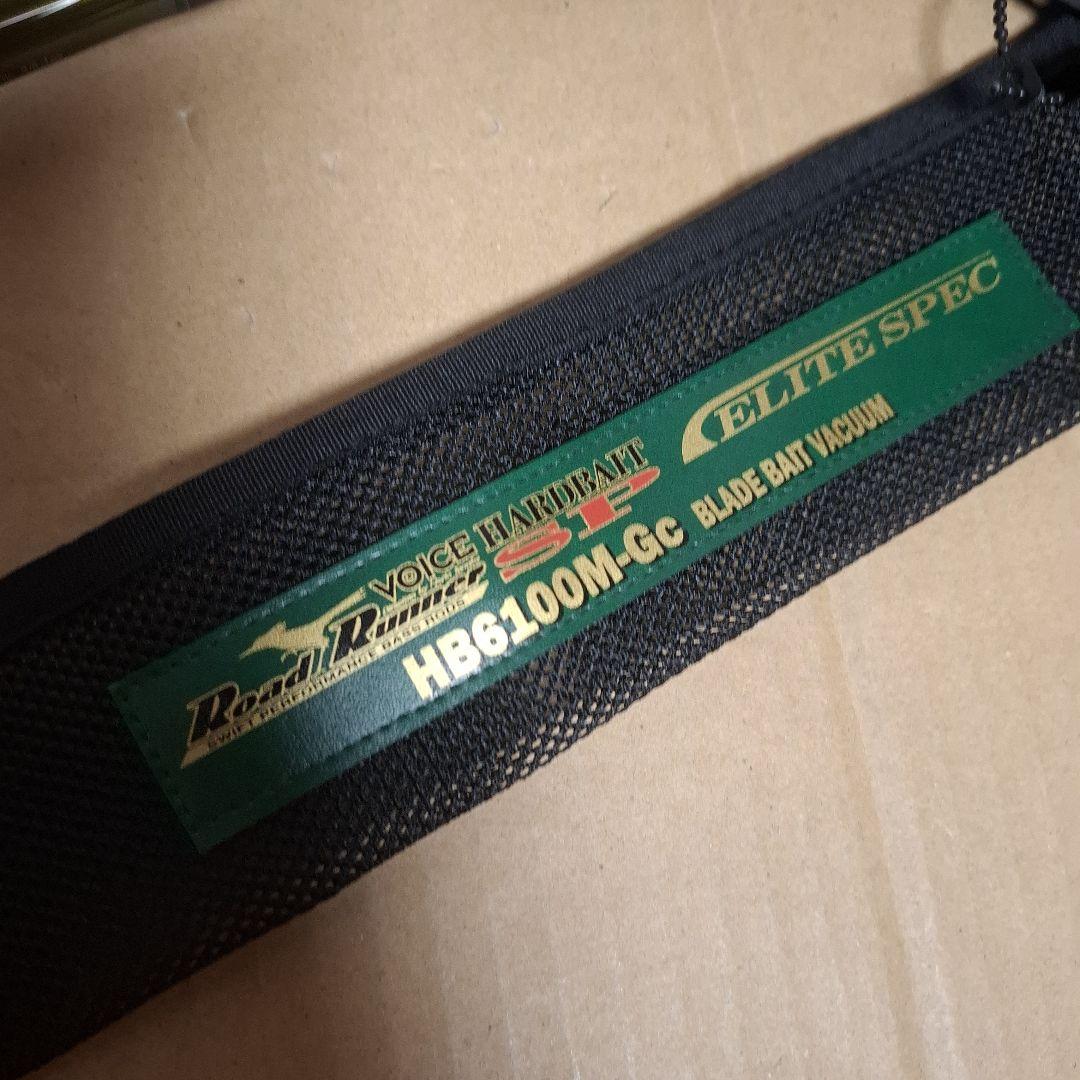 Road Runner VOICE HARDBAIT SP
SWIFT PERFORMANCE BASS RODS
HB6100M-Gc BLADE BAIT VACUUM
ELITE SPEC